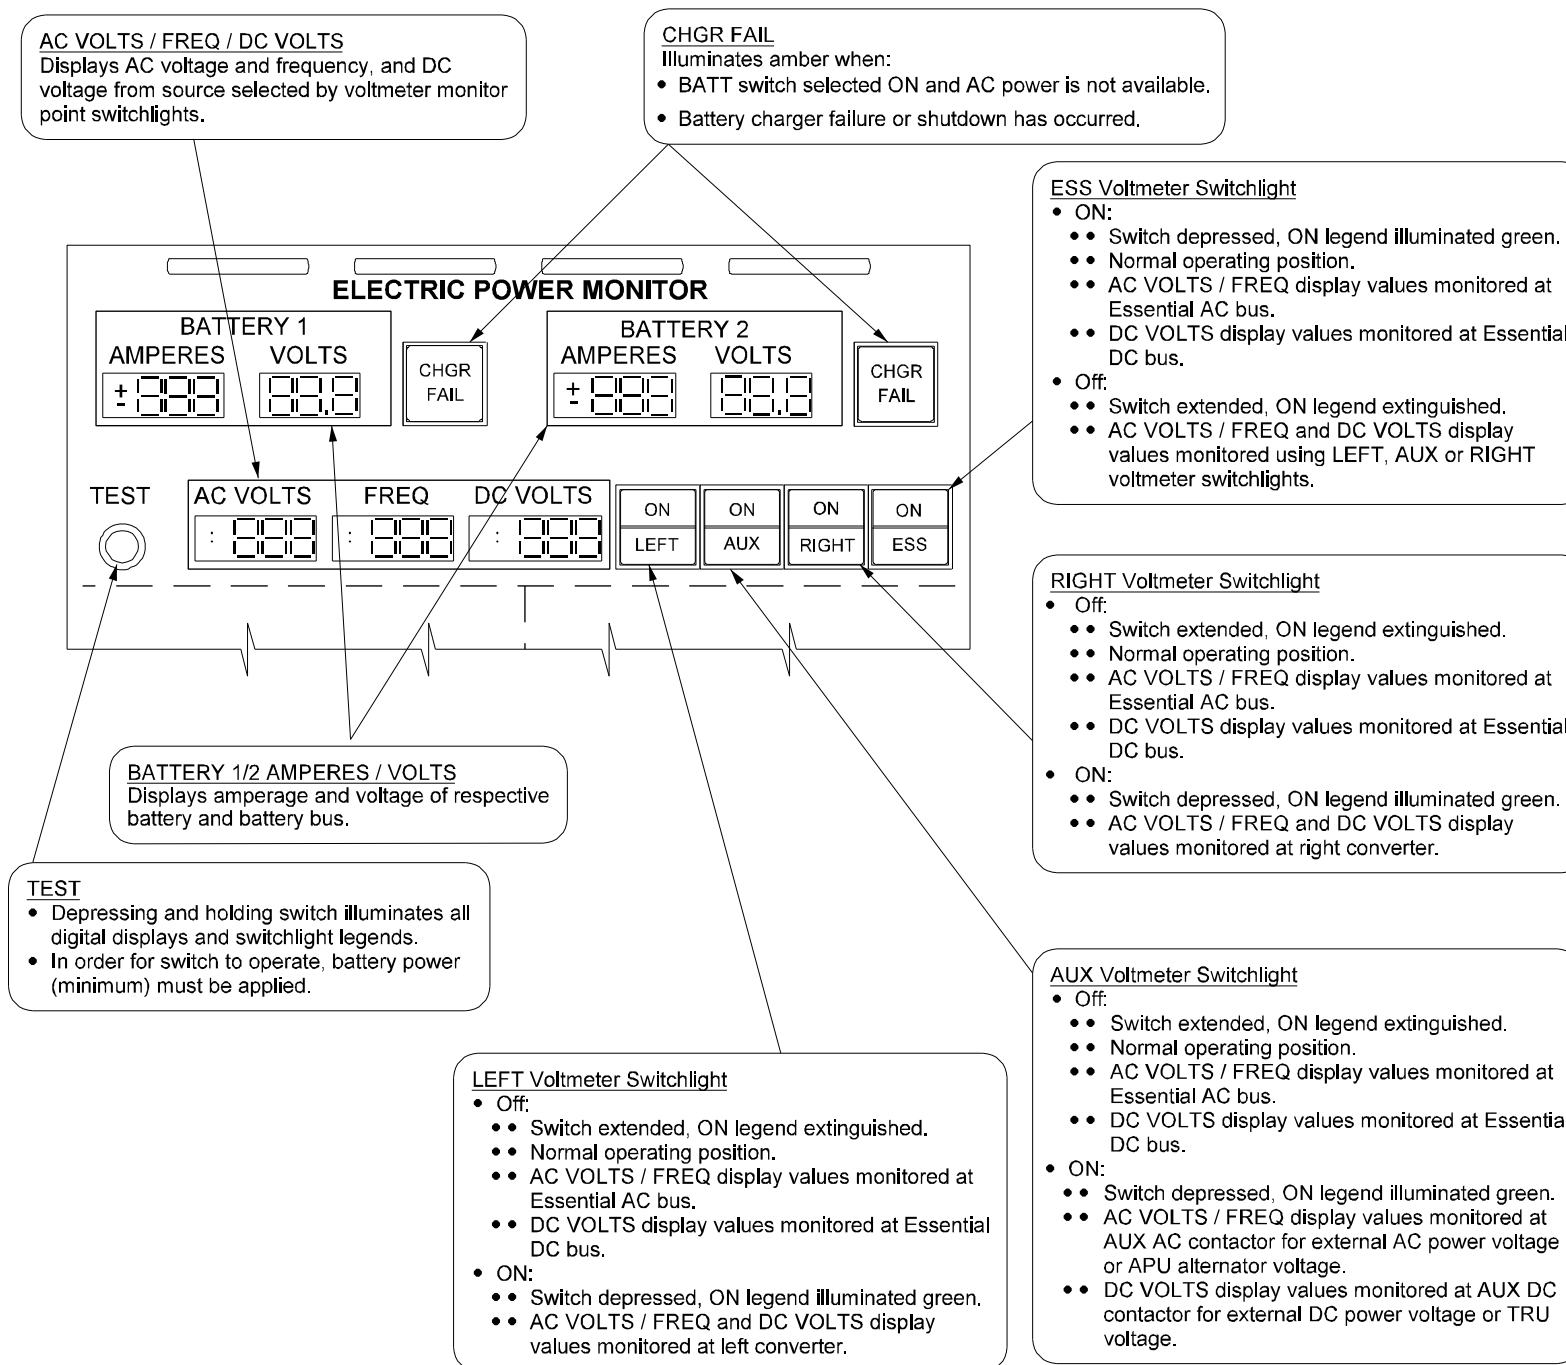 AC VOLTS / FREQ / DC VOLTS
Displays AC voltage and frequency, and DC
voltage from source selected by voltmeter monitor
point switchlights.
CHGR FAIL
Illuminates amber when:
• BATT switch selected ON and AC power is not available.
• Battery charger failure or shutdown has occurred.
ESS Voltmeter Switchlight
• ON:
•• Switch depressed, ON legend illuminated green.
•• Normal operating position.
•• AC VOLTS / FREQ display values monitored at
Essential AC bus.
•• DC VOLTS display values monitored at Essential
DC bus.
• Off:
•• Switch extended, ON legend extinguished.
•• AC VOLTS / FREQ and DC VOLTS display
values monitored using LEFT, AUX or RIGHT
voltmeter switchlights.
ELECTRIC POWER MONITOR
BATTERY 1
AMPERES VOLTS
± 888 88.8
CHGR
FAIL
BATTERY 2
AMPERES VOLTS
± 888 88.8
CHGR
FAIL
TEST
AC VOLTS FREQ DC VOLTS
: 888 : 888 : 888
ON
LEFT
ON
AUX
ON
RIGHT
ON
ESS
RIGHT Voltmeter Switchlight
• Off:
•• Switch extended, ON legend extinguished.
•• Normal operating position.
•• AC VOLTS / FREQ display values monitored at
Essential AC bus.
•• DC VOLTS display values monitored at Essential
DC bus.
• ON:
•• Switch depressed, ON legend illuminated green.
•• AC VOLTS / FREQ and DC VOLTS display
values monitored at right converter.
BATTERY 1/2 AMPERES / VOLTS
Displays amperage and voltage of respective
battery and battery bus.
TEST
• Depressing and holding switch illuminates all
digital displays and switchlight legends.
• In order for switch to operate, battery power
(minimum) must be applied.
AUX Voltmeter Switchlight
• Off:
•• Switch extended, ON legend extinguished.
•• Normal operating position.
•• AC VOLTS / FREQ display values monitored at
Essential AC bus.
•• DC VOLTS display values monitored at Essentia
DC bus.
• ON:
•• Switch depressed, ON legend illuminated green.
•• AC VOLTS / FREQ display values monitored at
AUX AC contactor for external AC power voltage
or APU alternator voltage.
•• DC VOLTS display values monitored at AUX DC
contactor for external DC power voltage or TRU
voltage.
LEFT Voltmeter Switchlight
• Off:
•• Switch extended, ON legend extinguished.
•• Normal operating position.
•• AC VOLTS / FREQ display values monitored at
Essential AC bus.
•• DC VOLTS display values monitored at Essential
DC bus.
• ON:
•• Switch depressed, ON legend illuminated green.
•• AC VOLTS / FREQ and DC VOLTS display
values monitored at left converter.